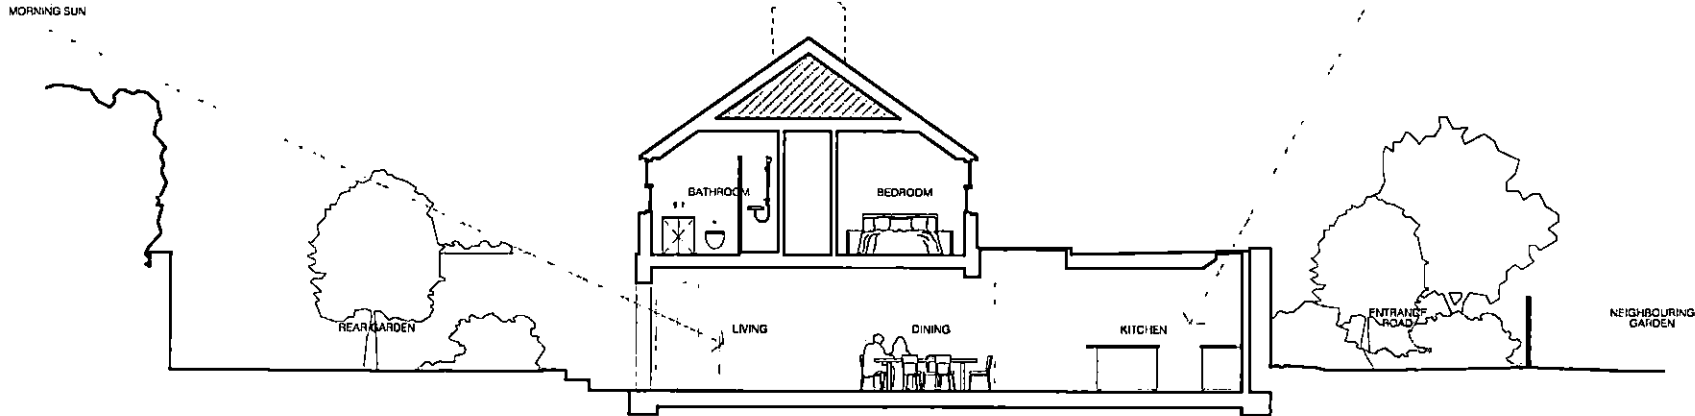 MORNING SUN
BATHROOM
BEDROOM
REAR GARDEN
LIVING
DINING
KITCHEN
ENTRANCE
ROAD
NEIGHBOURING
GARDEN